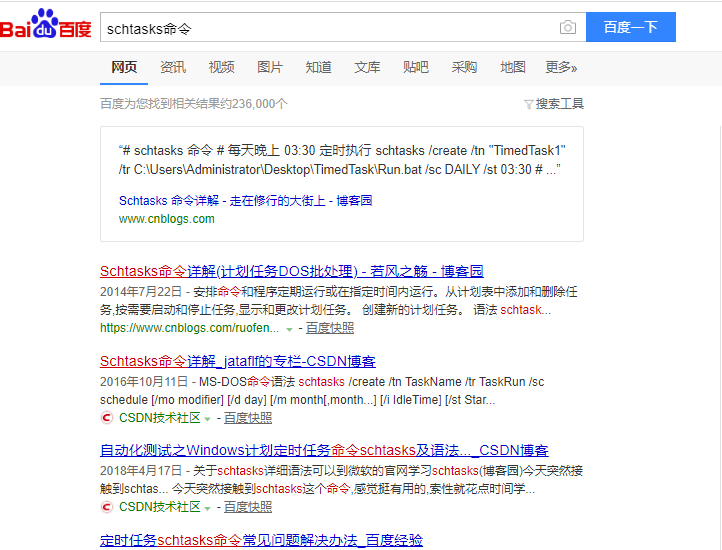 Bai du 百度
schtasks命令
百度一下
网页 资讯 视频 图片 知道 文库 贴吧 采购 地图 更多»
百度为您找到相关结果约236,000个
搜索工具
“# schtasks 命令 # 每天晚上 03:30 定时执行 schtasks /create /tn "TimedTask1"
/tr C:\Users\Administrator\Desktop\TimedTask\Run.bat /sc DAILY /st 03:30 # ...”
Schtasks 命令详解 - 走在修行的大街上 - 博客园
www.cnblogs.com
Schtasks命令详解(计划任务DOS批处理) - 若风之觞 - 博客园
2014年7月22日 - 安排命令和程序定期运行或在指定时间内运行。从计划表中添加和删除任
务,按需要启动和停止任务,显示和更改计划任务。 创建新的计划任务。 语法 schtask...
https://www.cnblogs.com/ruofen... - 百度快照
Schtasks命令详解_jataflf的专栏-CSDN博客
2016年10月11日 - MS-DOS命令语法 schtasks /create /tn TaskName /tr TaskRun /sc
schedule [/mo modifier] [/d day] [/m month[,month...] [/i IdleTime] [/st Star...
CSDN技术社区 - 百度快照
自动化测试之Windows计划定时任务命令schtasks及语法..._CSDN博客
2018年4月17日 - 关于schtasks详细语法可以到微软的官网学习schtasks(博客园)今天突然接
触到schtas... 今天突然接触到schtasks这个命令,感觉挺有用的,索性就花点时间学...
CSDN技术社区 - 百度快照
定时任务schtasks命令常见问题解决办法_百度经验